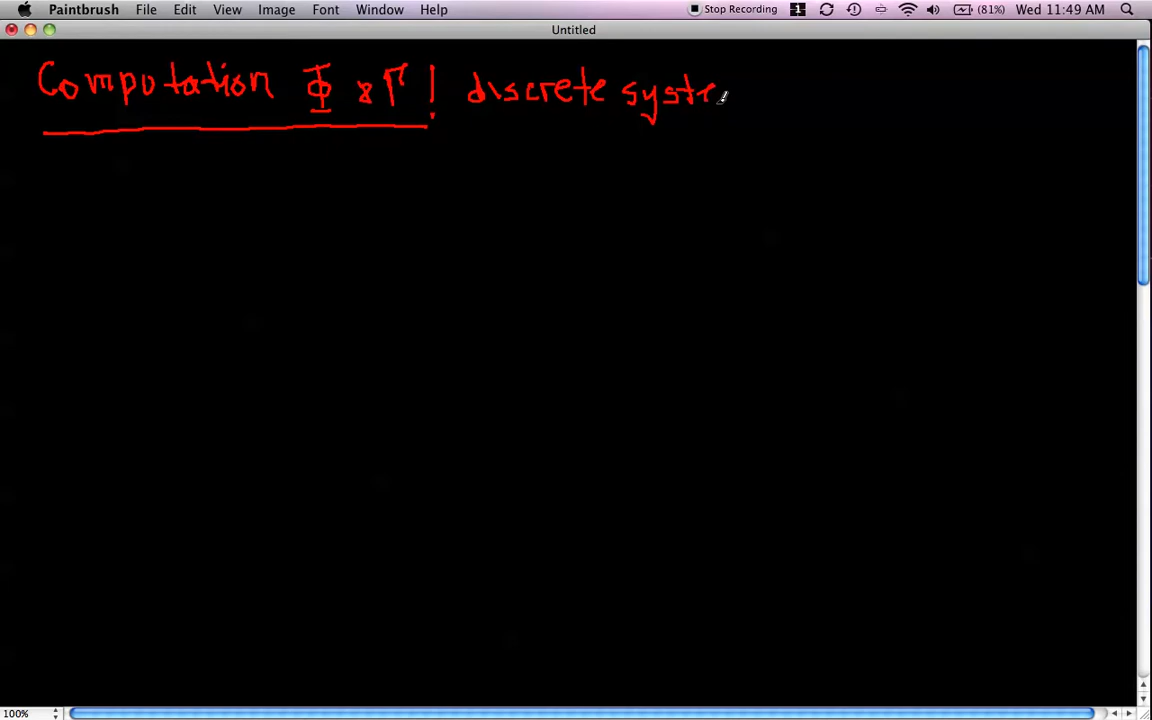 Paintbrush File Edit View Image Font Window Help Stop Recording (81%) Wed 11:49 AM
Untitled
Computation Φ & Γ! discrete syste
100%